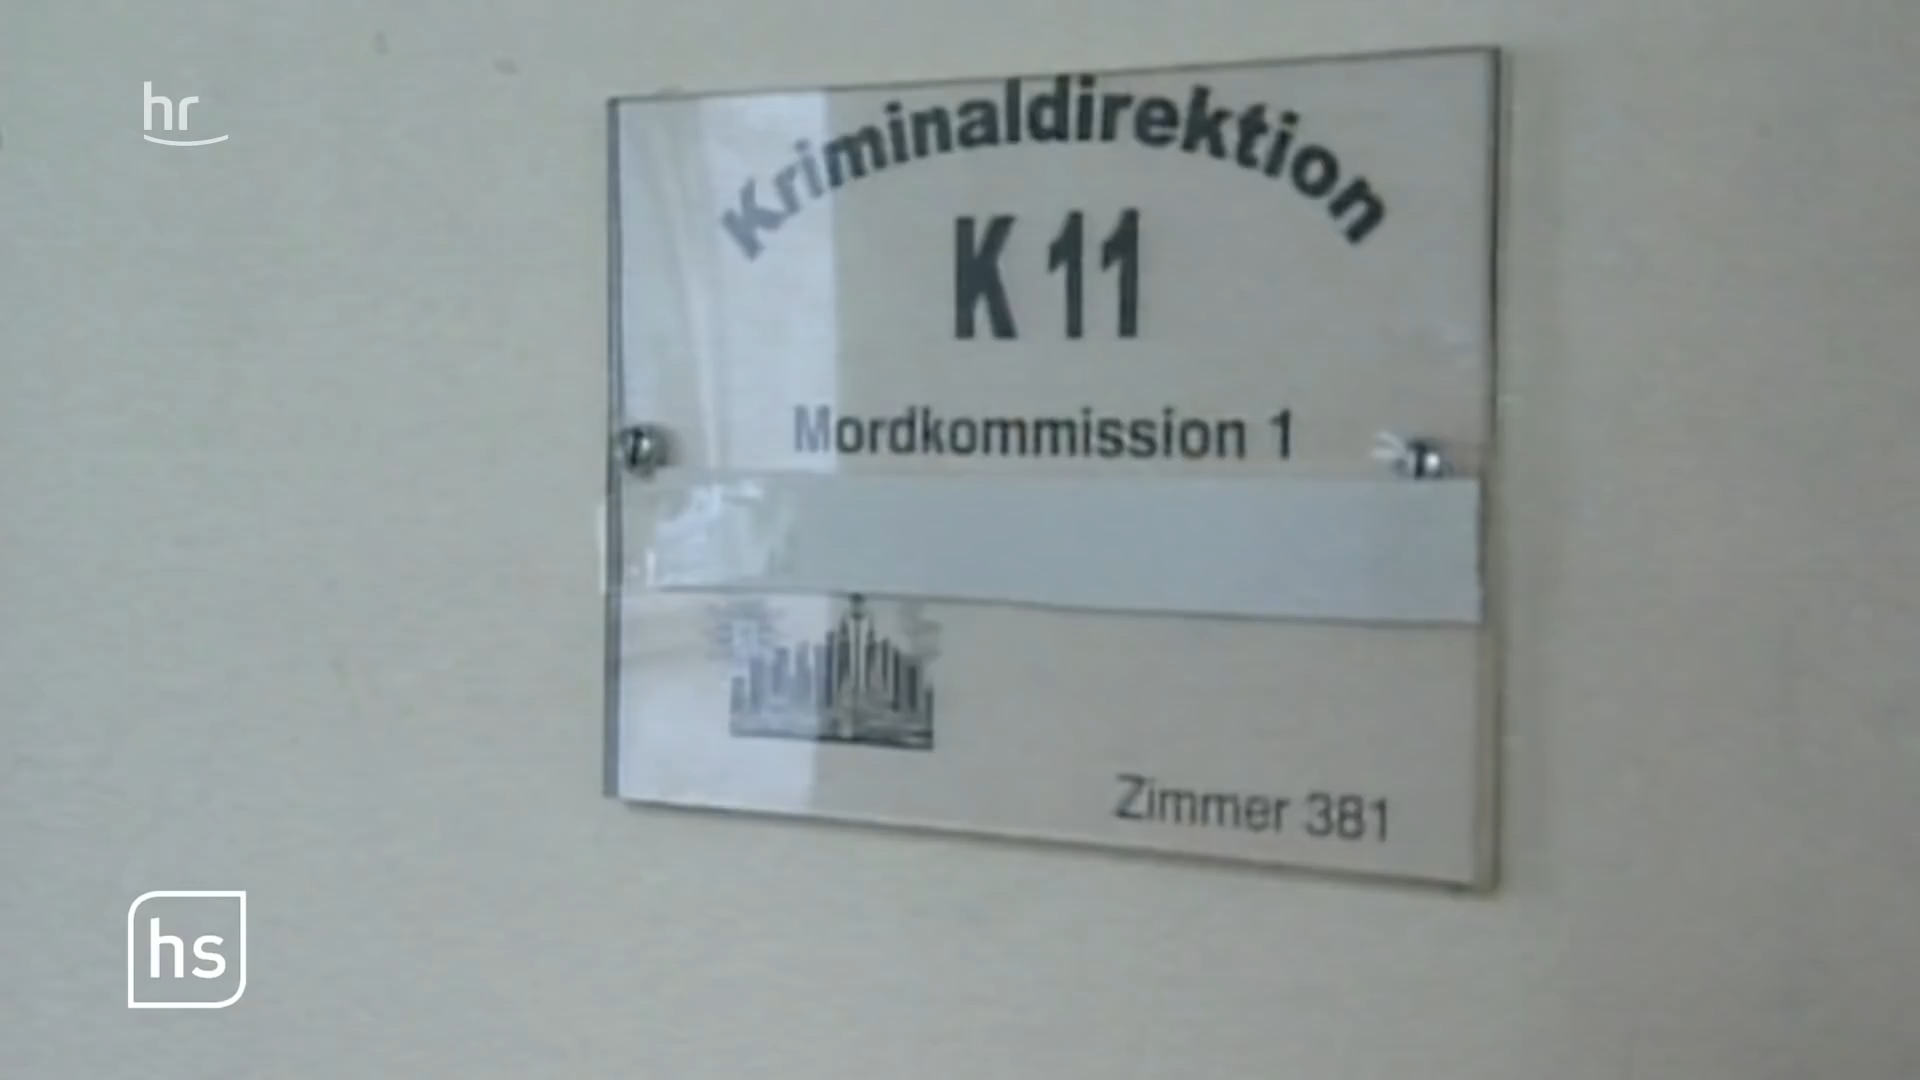 hr
Kriminaldirektion
K 11
Mordkommission 1
Zimmer 381
hs